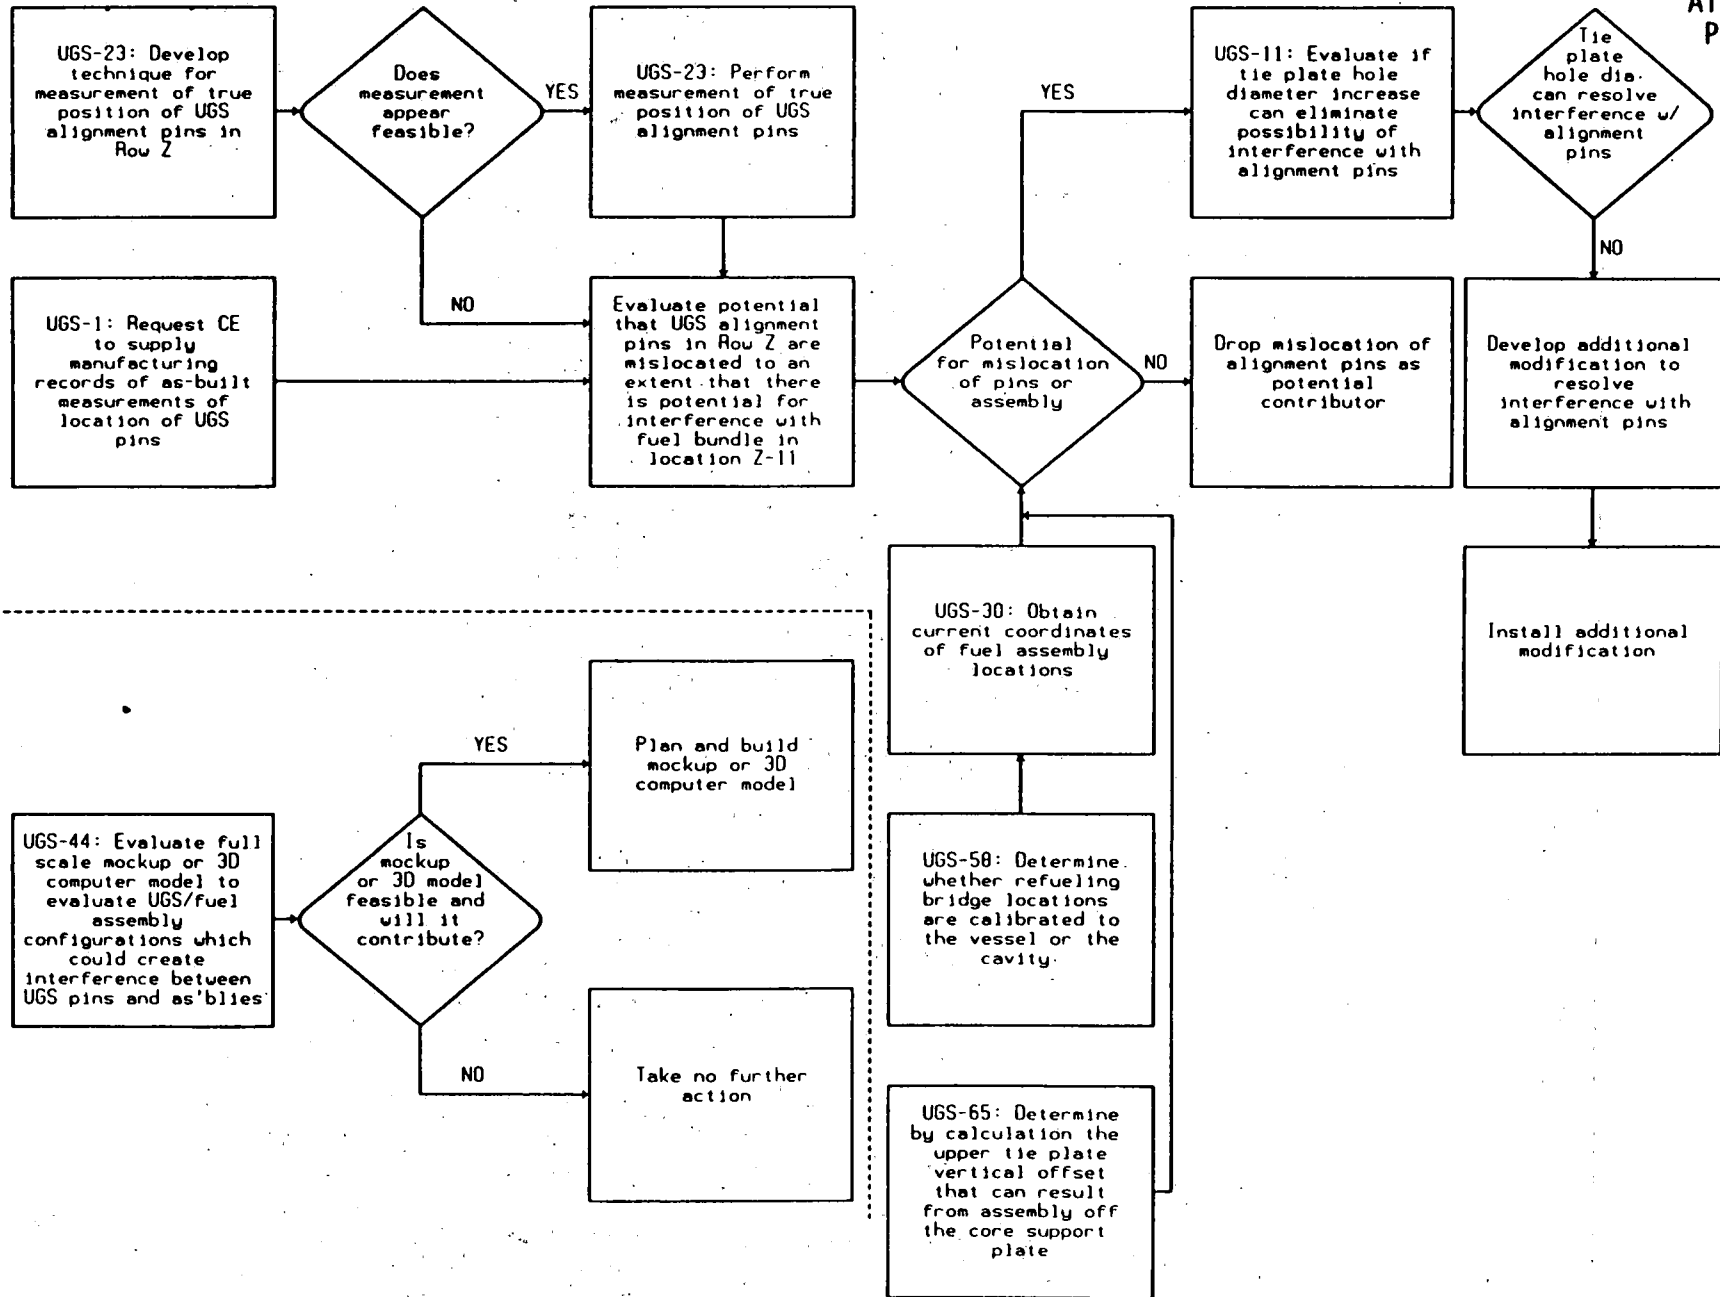 AT
P
UGS-23: Develop
technique for
measurement of true
position of UGS
alignment pins in
Row Z
Does
measurement
appear
feasible?
YES
UGS-23: Perform
measurement of true
position of UGS
alignment pins
YES
UGS-11: Evaluate if
tie plate hole
diameter increase
can eliminate
possibility of
interference with
alignment pins
Tie
plate
hole dia.
can resolve
interference w/
alignment
pins
NO
NO
UGS-1: Request CE
to supply
manufacturing
records of as-built
measurements of
location of UGS
pins
Evaluate potential
that UGS alignment
pins in Row Z are
mislocated to an
extent that there
is potential for
interference with
fuel bundle in
location Z-11
Potential
for mislocation
of pins or
assembly
NO
Drop mislocation of
alignment pins as
potential
contributor
Develop additional
modification to
resolve
interference with
alignment pins
UGS-30: Obtain
current coordinates
of fuel assembly
locations
Install additional
modification
YES
Plan and build
mockup or 3D
computer model
UGS-44: Evaluate full
scale mockup or 3D
computer model to
evaluate UGS/fuel
assembly
configurations which
could create
interference between
UGS pins and as'blies
Is
mockup
or 3D model
feasible and
will it
contribute?
UGS-58: Determine
whether refueling
bridge locations
are calibrated to
the vessel or the
cavity.
NO
Take no further
action
UGS-65: Determine
by calculation the
upper tie plate
vertical offset
that can result
from assembly off
the core support
plate